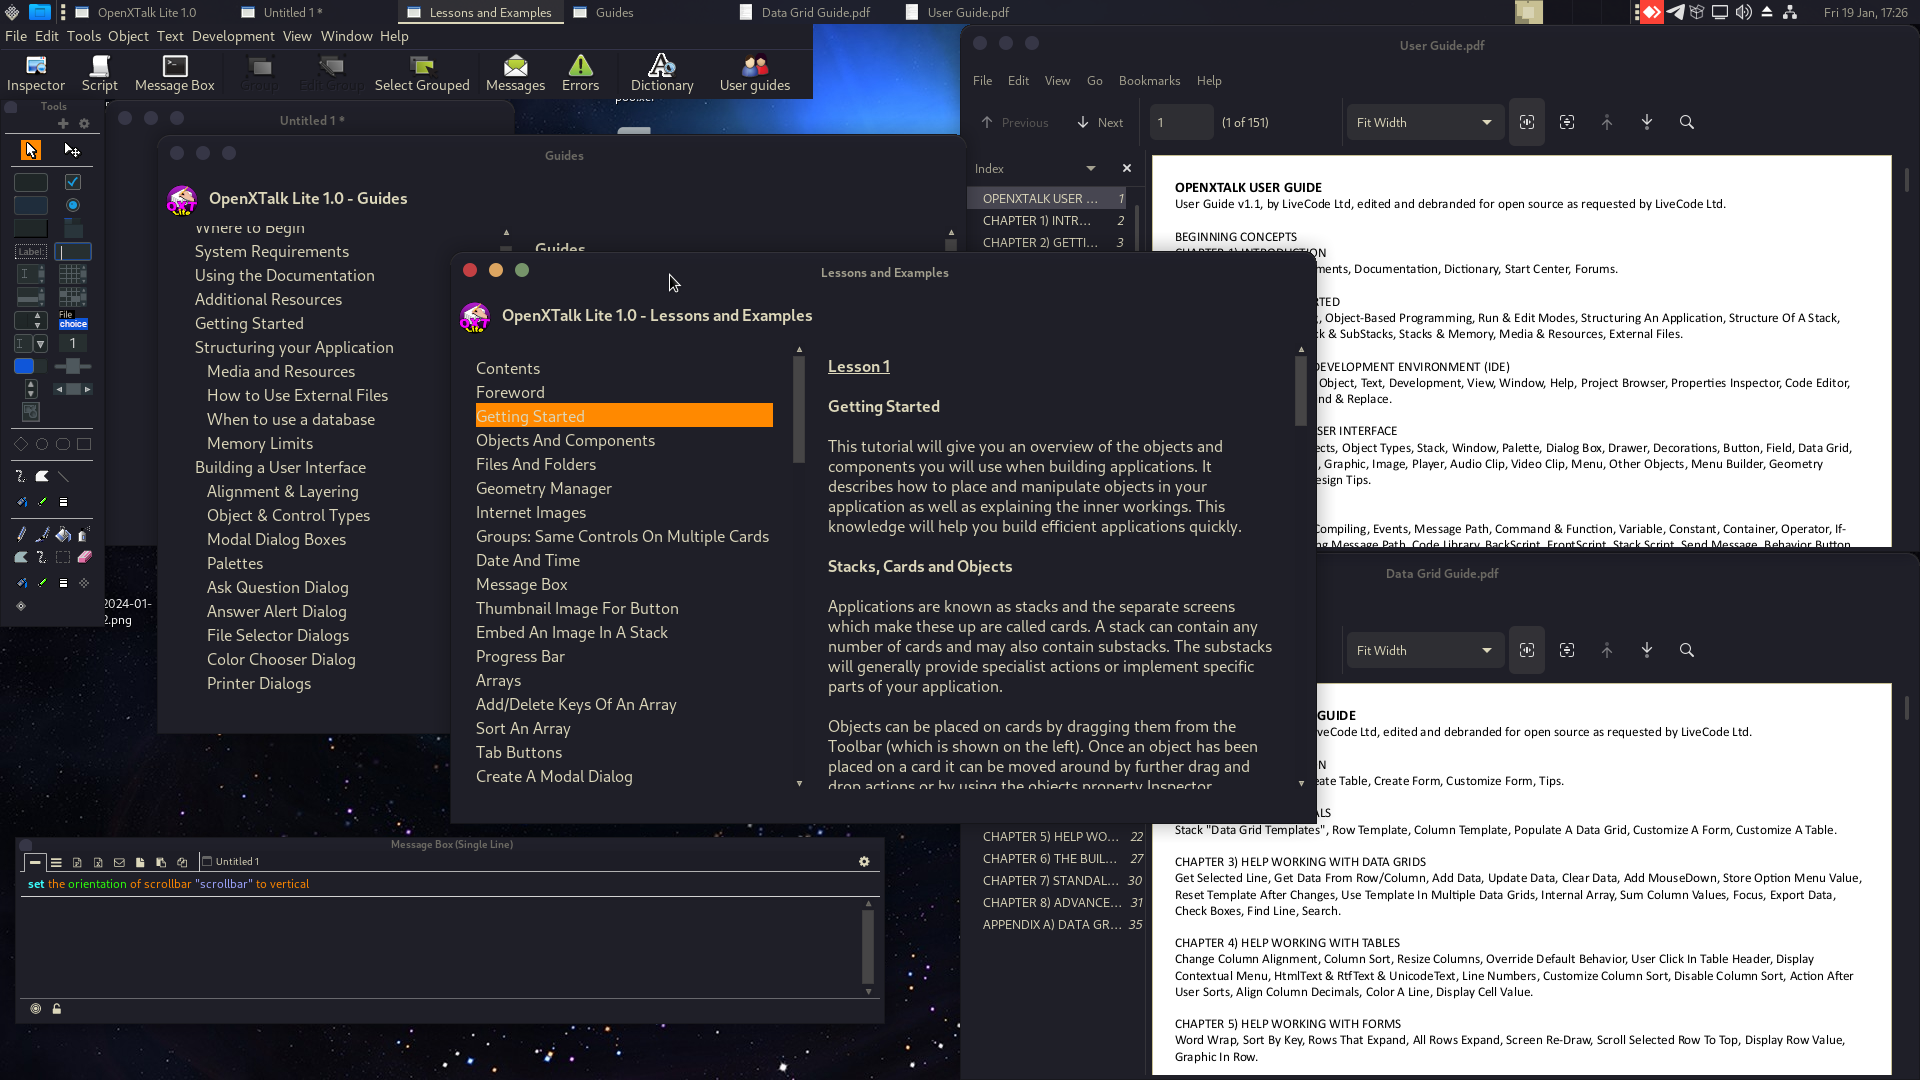 OpenXTalk Lite 1.0
Untitled 1 *
Lessons and Examples
Guides
Data Grid Guide.pdf
User Guide.pdf
Fri 19 Jan, 17:26
File Edit Tools Object Text Development View Window Help
Inspector Script Message Box Group Edit Group Select Grouped Messages Errors Dictionary User guides
Tools
Label:
File
choice
1
Untitled 1 *
Guides
OpenXTalk Lite 1.0 - Guides
Where to Begin
System Requirements
Using the Documentation
Additional Resources
Getting Started
Structuring your Application
Media and Resources
How to Use External Files
When to use a database
Memory Limits
Building a User Interface
Alignment & Layering
Object & Control Types
Modal Dialog Boxes
Palettes
Ask Question Dialog
Answer Alert Dialog
File Selector Dialogs
Color Chooser Dialog
Printer Dialogs
Guides
2024-01-
2.png
Lessons and Examples
OpenXTalk Lite 1.0 - Lessons and Examples
Contents
Foreword
Getting Started
Objects And Components
Files And Folders
Geometry Manager
Internet Images
Groups: Same Controls On Multiple Cards
Date And Time
Message Box
Thumbnail Image For Button
Embed An Image In A Stack
Progress Bar
Arrays
Add/Delete Keys Of An Array
Sort An Array
Tab Buttons
Create A Modal Dialog
Lesson 1
Getting Started
This tutorial will give you an overview of the objects and
components you will use when building applications. It
describes how to place and manipulate objects in your
application as well as explaining the inner workings. This
knowledge will help you build efficient applications quickly.
Stacks, Cards and Objects
Applications are known as stacks and the separate screens
which make these up are called cards. A stack can contain any
number of cards and may also contain substacks. The substacks
will generally provide specialist actions or implement specific
parts of your application.
Objects can be placed on cards by dragging them from the
Toolbar (which is shown on the left). Once an object has been
placed on a card it can be moved around by further drag and
drop actions or by using the objects property Inspector.
Message Box (Single Line)
Untitled 1
set the orientation of scrollbar "scrollbar" to vertical
User Guide.pdf
File Edit View Go Bookmarks Help
Previous Next 1 (1 of 151) Fit Width
Index
OPENXTALK USER ... 1
CHAPTER 1) INTR... 2
CHAPTER 2) GETTI... 3
OPENXTALK USER GUIDE
User Guide v1.1, by LiveCode Ltd, edited and debranded for open source as requested by LiveCode Ltd.
BEGINNING CONCEPTS
CHAPTER 1) INTRODUCTION
ments, Documentation, Dictionary, Start Center, Forums.
RTED
, Object-Based Programming, Run & Edit Modes, Structuring An Application, Structure Of A Stack,
k & SubStacks, Stacks & Memory, Media & Resources, External Files.
DEVELOPMENT ENVIRONMENT (IDE)
Object, Text, Development, View, Window, Help, Project Browser, Properties Inspector, Code Editor,
nd & Replace.
SER INTERFACE
ects, Object Types, Stack, Window, Palette, Dialog Box, Drawer, Decorations, Button, Field, Data Grid,
, Graphic, Image, Player, Audio Clip, Video Clip, Menu, Other Objects, Menu Builder, Geometry
esign Tips.
Compiling, Events, Message Path, Command & Function, Variable, Constant, Container, Operator, If-
ng Message Path, Code Library, BackScript, FrontScript, Stack Script, Send Message, Behavior Button
Data Grid Guide.pdf
Fit Width
GUIDE
veCode Ltd, edited and debranded for open source as requested by LiveCode Ltd.
N
eate Table, Create Form, Customize Form, Tips.
ALS
Stack "Data Grid Templates", Row Template, Column Template, Populate A Data Grid, Customize A Form, Customize A Table.
CHAPTER 3) HELP WORKING WITH DATA GRIDS
Get Selected Line, Get Data From Row/Column, Add Data, Update Data, Clear Data, Add MouseDown, Store Option Menu Value,
Reset Template After Changes, Use Template In Multiple Data Grids, Internal Array, Sum Column Values, Focus, Export Data,
Check Boxes, Find Line, Search.
CHAPTER 4) HELP WORKING WITH TABLES
Change Column Alignment, Column Sort, Resize Columns, Override Default Behavior, User Click In Table Header, Display
Contextual Menu, HtmlText & RtfText & UnicodeText, Line Numbers, Customize Column Sort, Disable Column Sort, Action After
User Sorts, Align Column Decimals, Color A Line, Display Cell Value.
CHAPTER 5) HELP WORKING WITH FORMS
Word Wrap, Sort By Key, Rows That Expand, All Rows Expand, Screen Re-Draw, Scroll Selected Row To Top, Display Row Value,
Graphic In Row.
CHAPTER 5) HELP WO... 22
CHAPTER 6) THE BUIL... 27
CHAPTER 7) STANDAL... 30
CHAPTER 8) ADVANCE... 31
APPENDIX A) DATA GR... 35